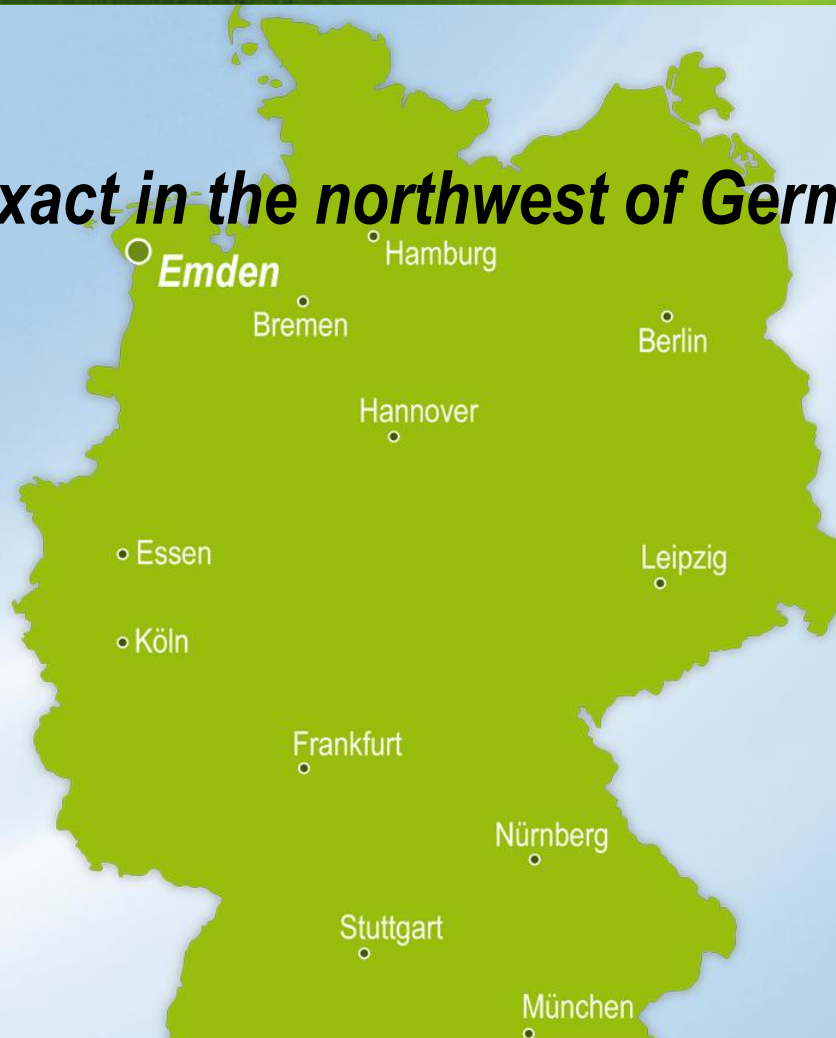 xact in the northwest of Germ
Hamburg
Emden
Bremen
Berlin
Hannover
Essen
Leipzig
Köln
Frankfurt
Nürnberg
Stuttgart
München